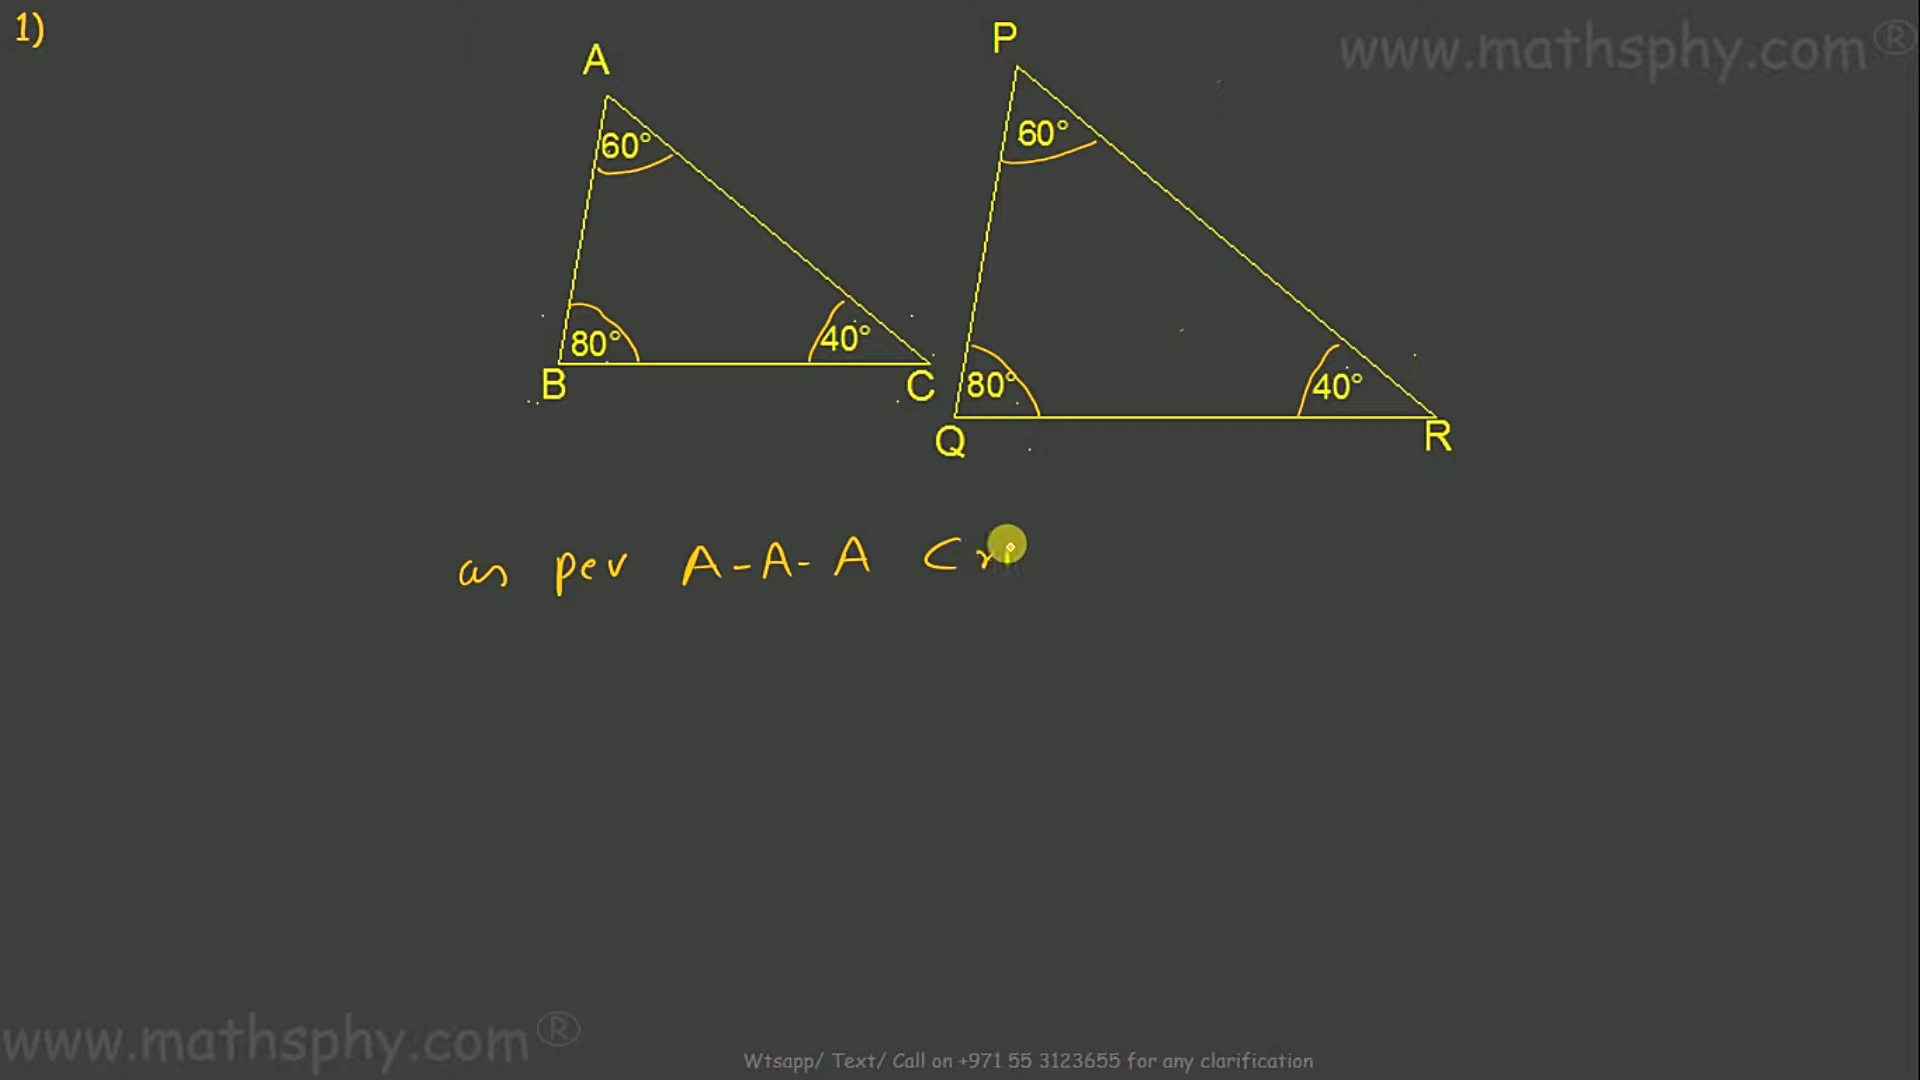 1)
www.mathsphy.com®
A
P
60°
60°
80°
40°
B
C
80°
40°
Q
R
as per A-A-A Cr
www.mathsphy.com®
Wtsapp/ Text/ Call on +971 55 3123655 for any clarification